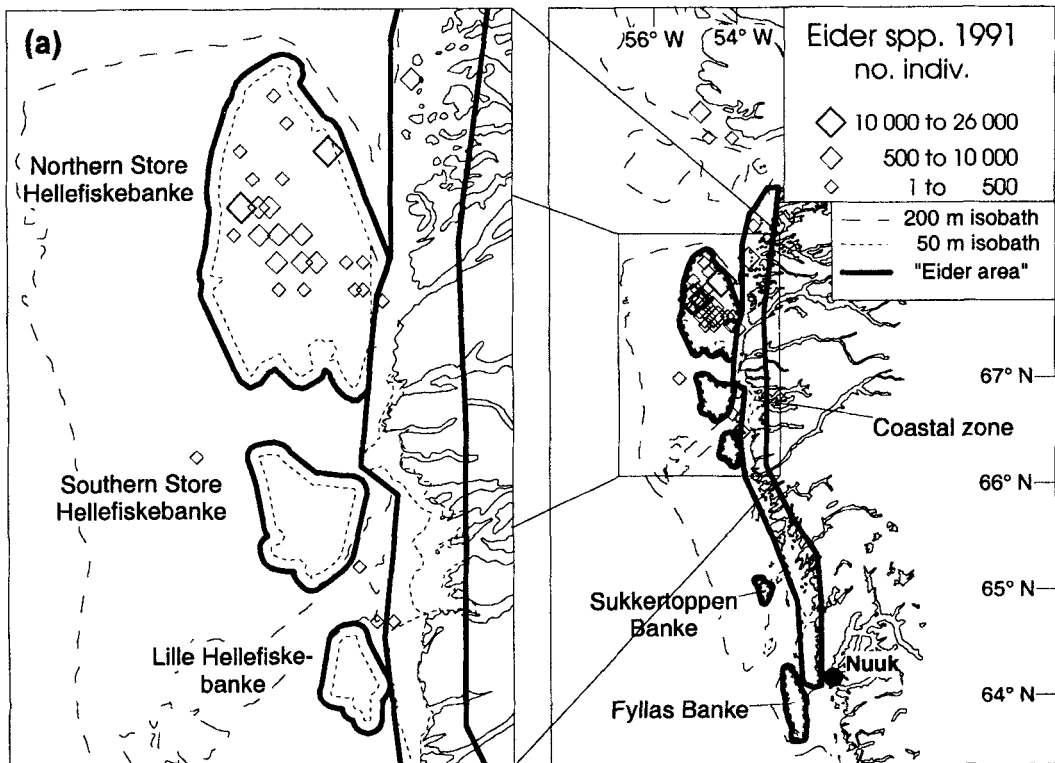 (a)
Northern Store
Hellefiskebanke
Southern Store
Hellefiskebanke
Lille Hellefiske-
banke
56° W 54° W
Eider spp. 1991
no. indiv.
10 000 to 26 000
500 to 10 000
1 to 500
200 m isobath
50 m isobath
"Eider area"
67° N
Coastal zone
66° N
Sukkertoppen
Banke
65° N
Nuuk
Fyllas Banke
64° N